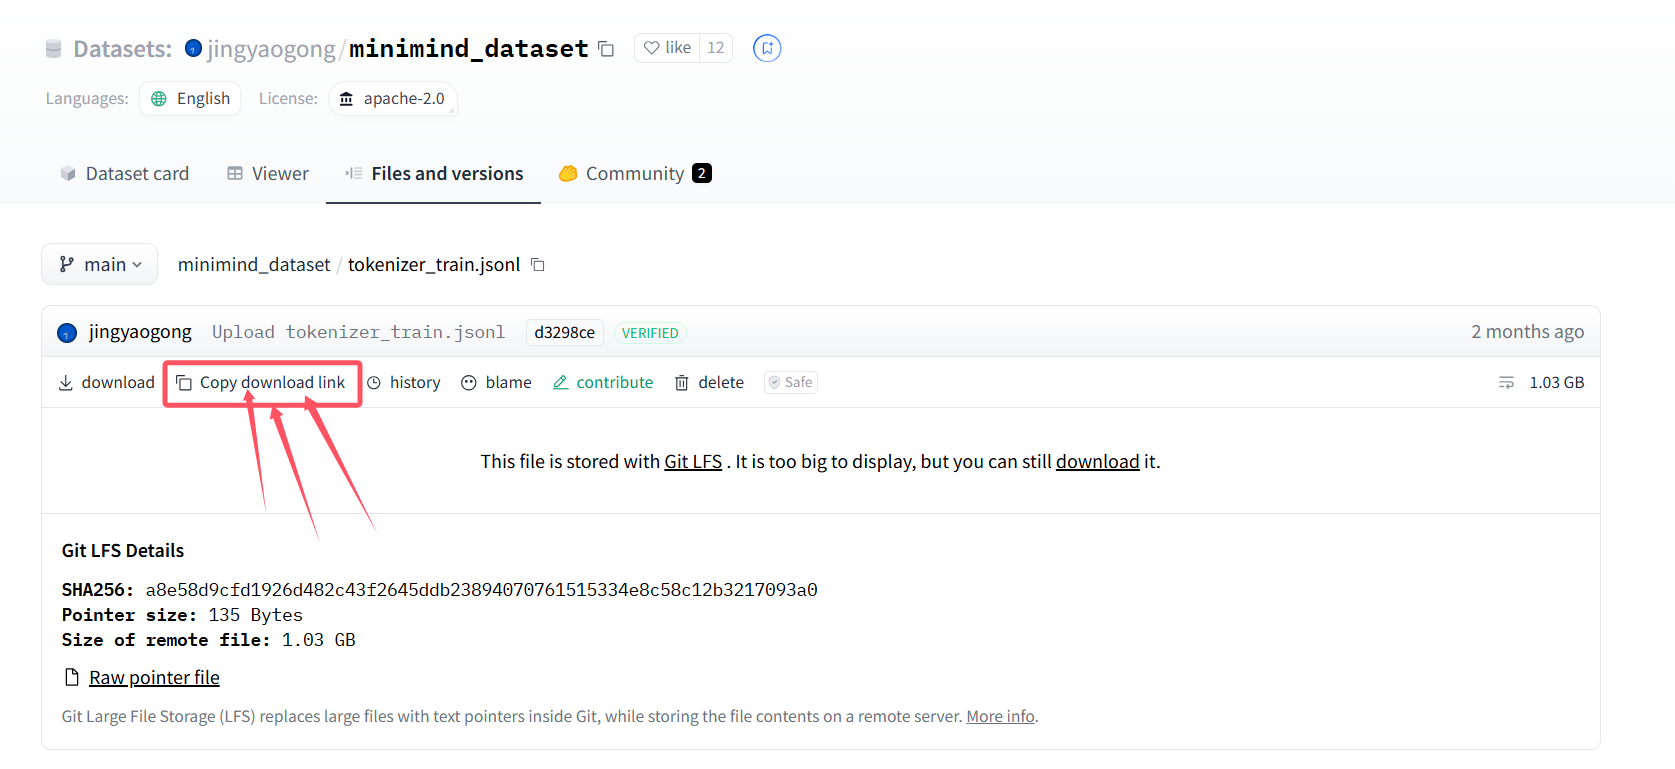 Datasets: jingyaogong/minimind_dataset like 12
Languages: English License: apache-2.0
Dataset card Viewer Files and versions Community 2
main minimind_dataset / tokenizer_train.jsonl
jingyaogong Upload tokenizer_train.jsonl d3298ce VERIFIED 2 months ago
download Copy download link history blame contribute delete Safe 1.03 GB
This file is stored with Git LFS . It is too big to display, but you can still download it.
Git LFS Details
SHA256: a8e58d9cfd1926d482c43f2645ddb23894070761515334e8c58c12b3217093a0
Pointer size: 135 Bytes
Size of remote file: 1.03 GB
Raw pointer file
Git Large File Storage (LFS) replaces large files with text pointers inside Git, while storing the file contents on a remote server. More info.